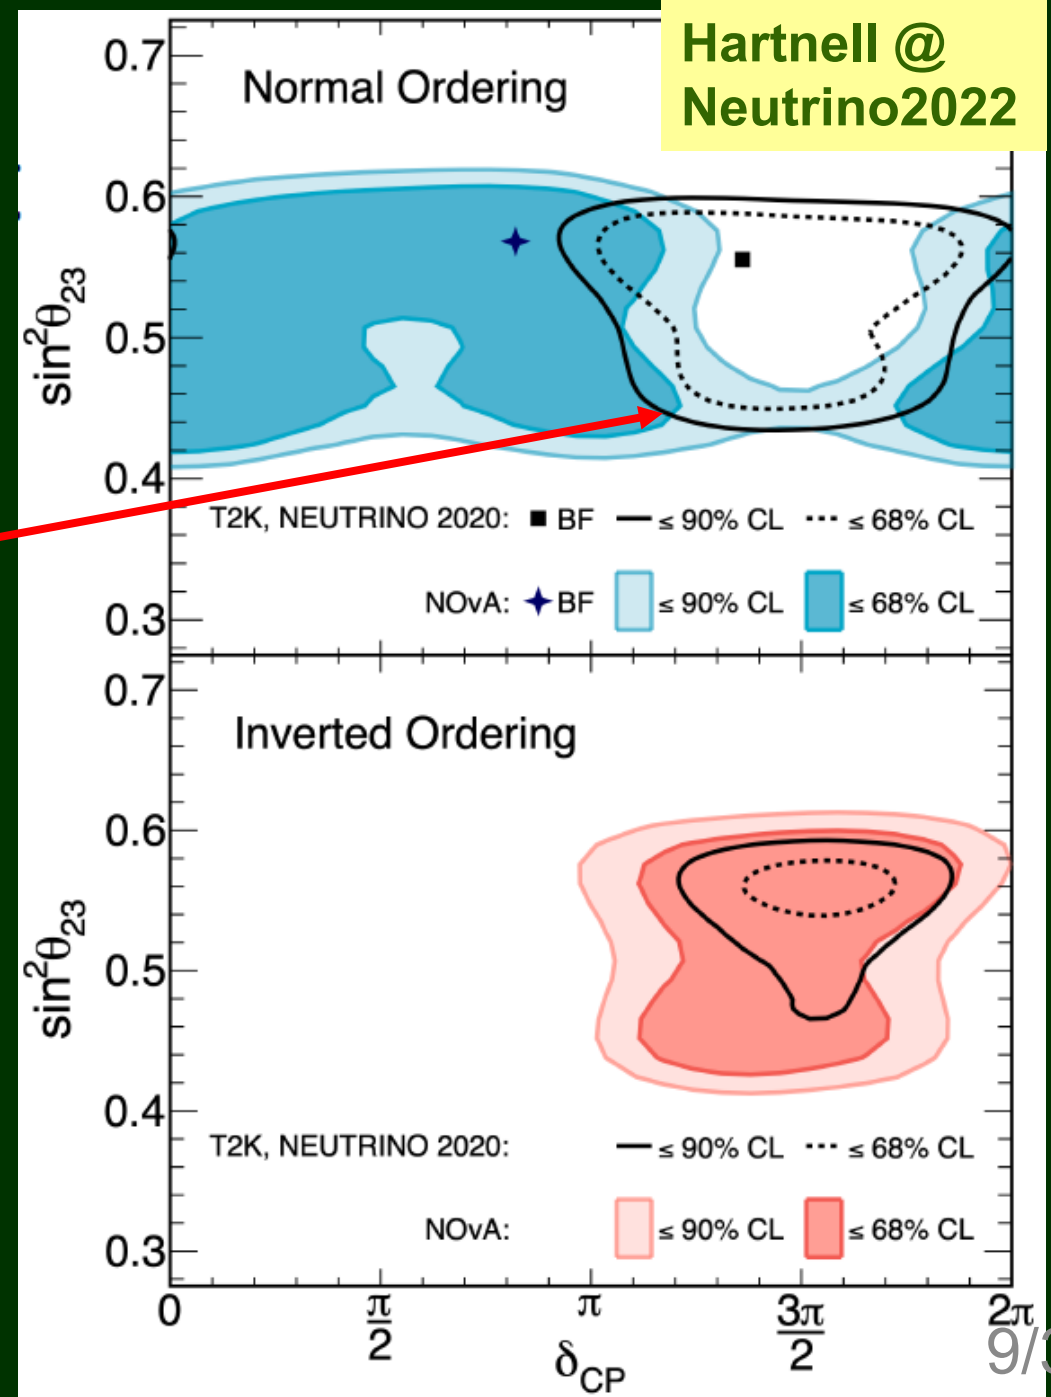 Hartnell @
Neutrino2022
Normal Ordering
0.7
0.6
0.5
0.4
0.3
sin²θ₂₃
T2K, NEUTRINO 2020: BF ≤ 90% CL ≤ 68% CL
NOvA: BF ≤ 90% CL ≤ 68% CL
Inverted Ordering
0.7
0.6
0.5
0.4
0.3
sin²θ₂₃
T2K, NEUTRINO 2020: ≤ 90% CL ≤ 68% CL
NOvA: ≤ 90% CL ≤ 68% CL
0 π/2 π 3π/2 2π
δCP